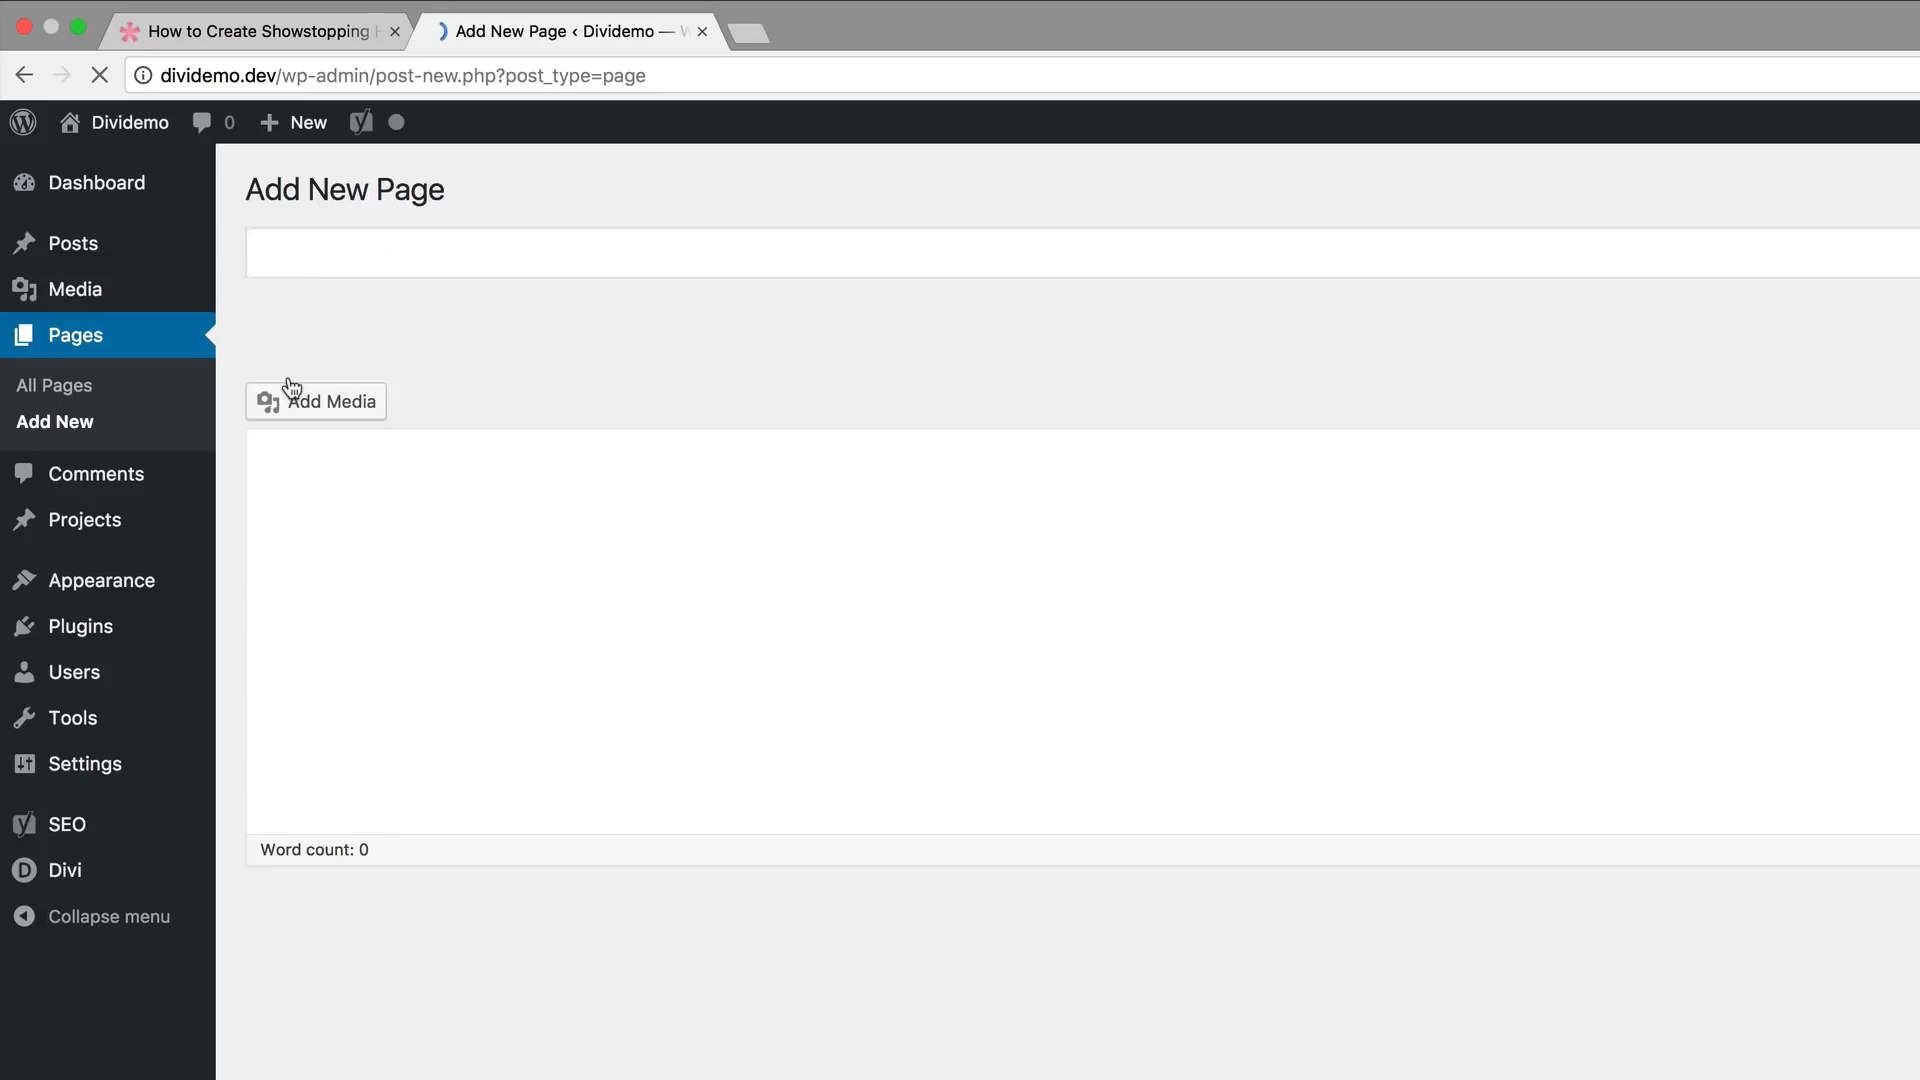 How to Create Showstopping
Add New Page ‹ Dividemo —
dividemo.dev/wp-admin/post-new.php?post_type=page
Dividemo 0 + New
Dashboard
Posts
Media
Pages
All Pages
Add New
Comments
Projects
Appearance
Plugins
Users
Tools
Settings
SEO
Divi
Collapse menu
Add New Page
Add Media
Word count: 0